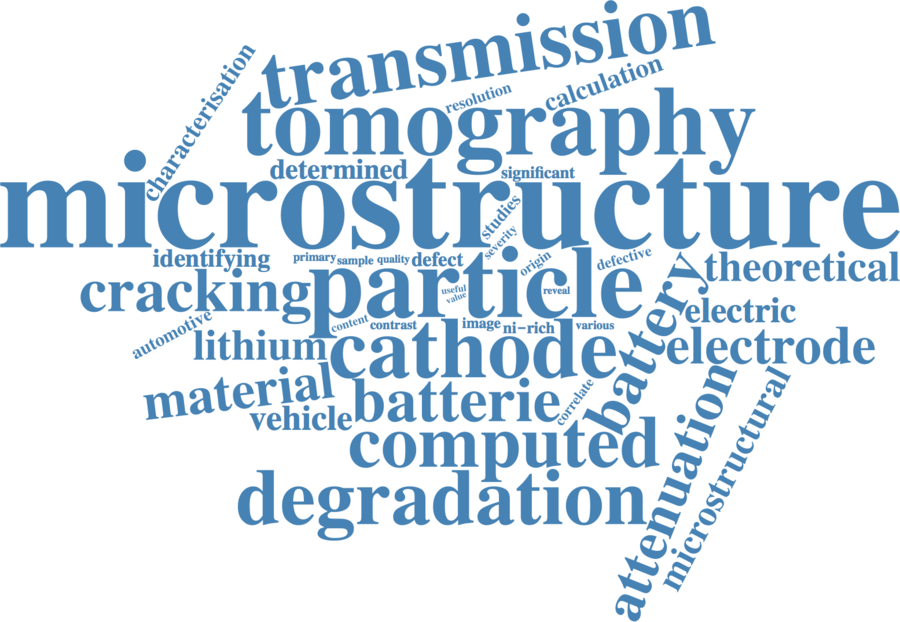 transmission
characterisation
resolution
calculation
tomography
determined
significant
microstructure
studies
severity
identifying
primary
sample
quality
defect
origin
defective
theoretical
cracking
particle
useful
value
reveal
battery
electric
automotive
content
contrast
image
ni-rich
various
lithium
cathode
electrode
material
vehicle
batterie
correlate
attenuation
microstructural
computed
degradation